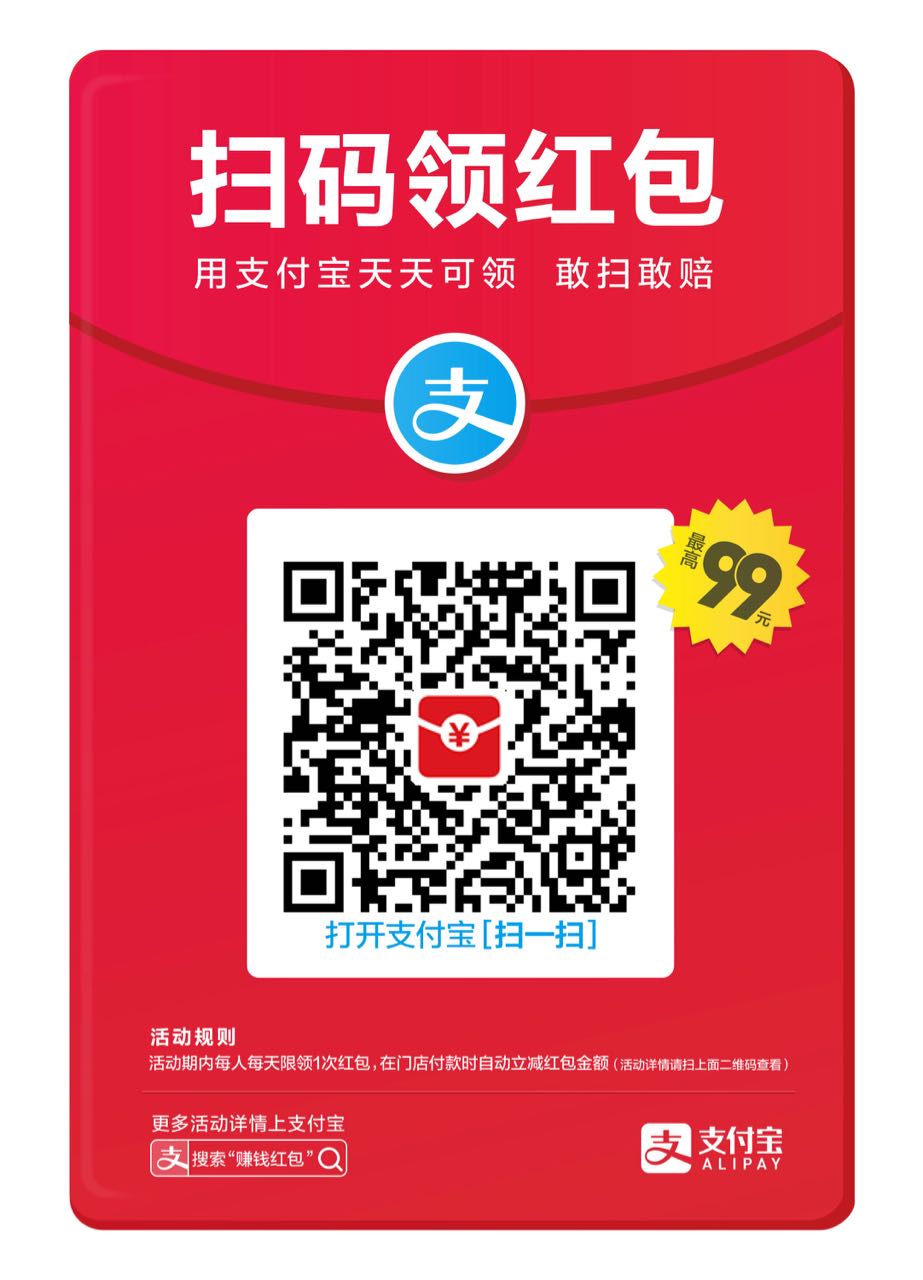 扫码领红包
用支付宝天天可领 敢扫敢赔
支
最高99元
¥
打开支付宝[扫一扫]
活动规则
活动期内每人每天限领1次红包,在门店付款时自动立减红包金额(活动详情请扫上面二维码查看)
更多活动详情上支付宝
支 搜索“赚钱红包”
支 支付宝
ALIPAY